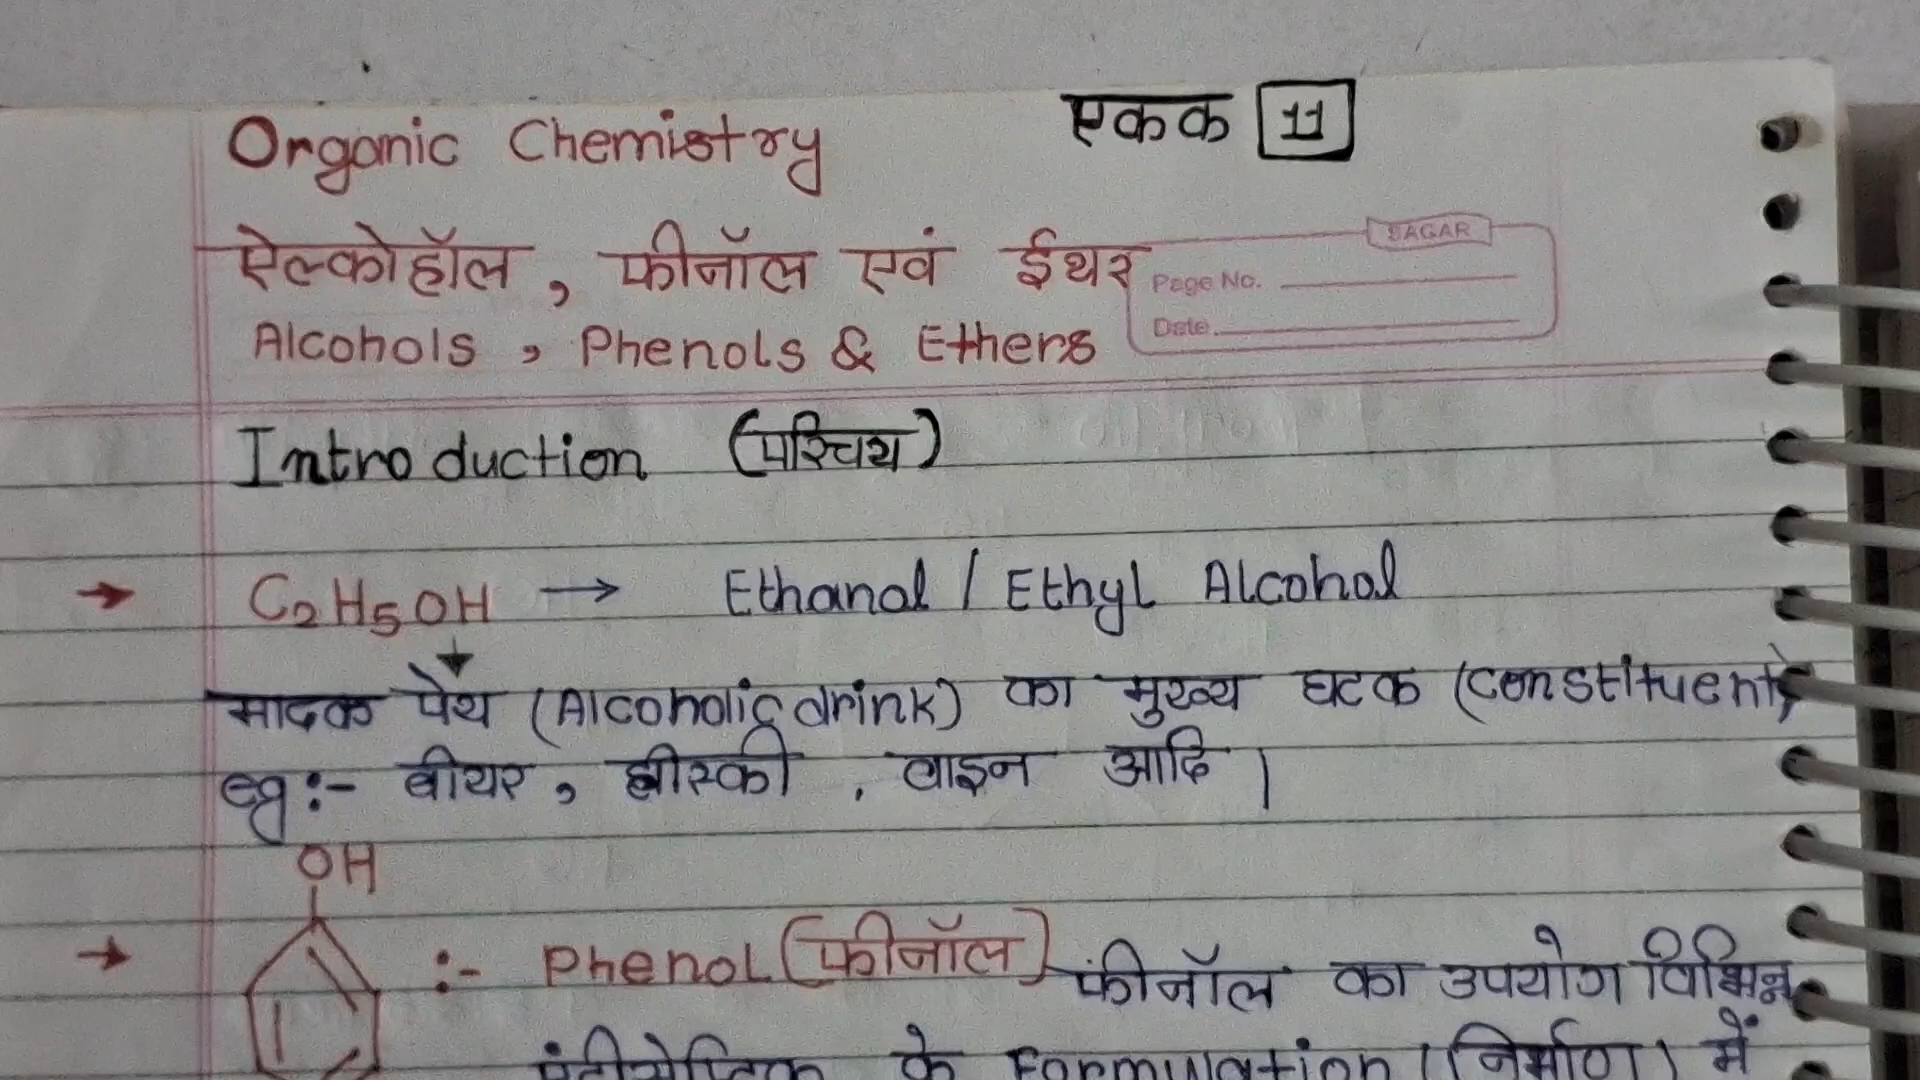 Organic Chemistry एकक 11
ऐल्कोहॉल, फीनॉल एवं ईथर
SAGAR
Page No.
Date
Alcohols, Phenols & Ethers
Introduction (परिचय)
→ C₂H₅OH → Ethanol / Ethyl Alcohol
↓
मादक पेय (Alcoholic drink) का मुख्य घटक (constituent)
eg:- बीयर, व्हीस्की, वाइन आदि।
OH
→ :- Phenol (फीनॉल) फीनॉल का उपयोग विभिन्न
एंटीसेप्टिक के Formulation (निर्माण) में